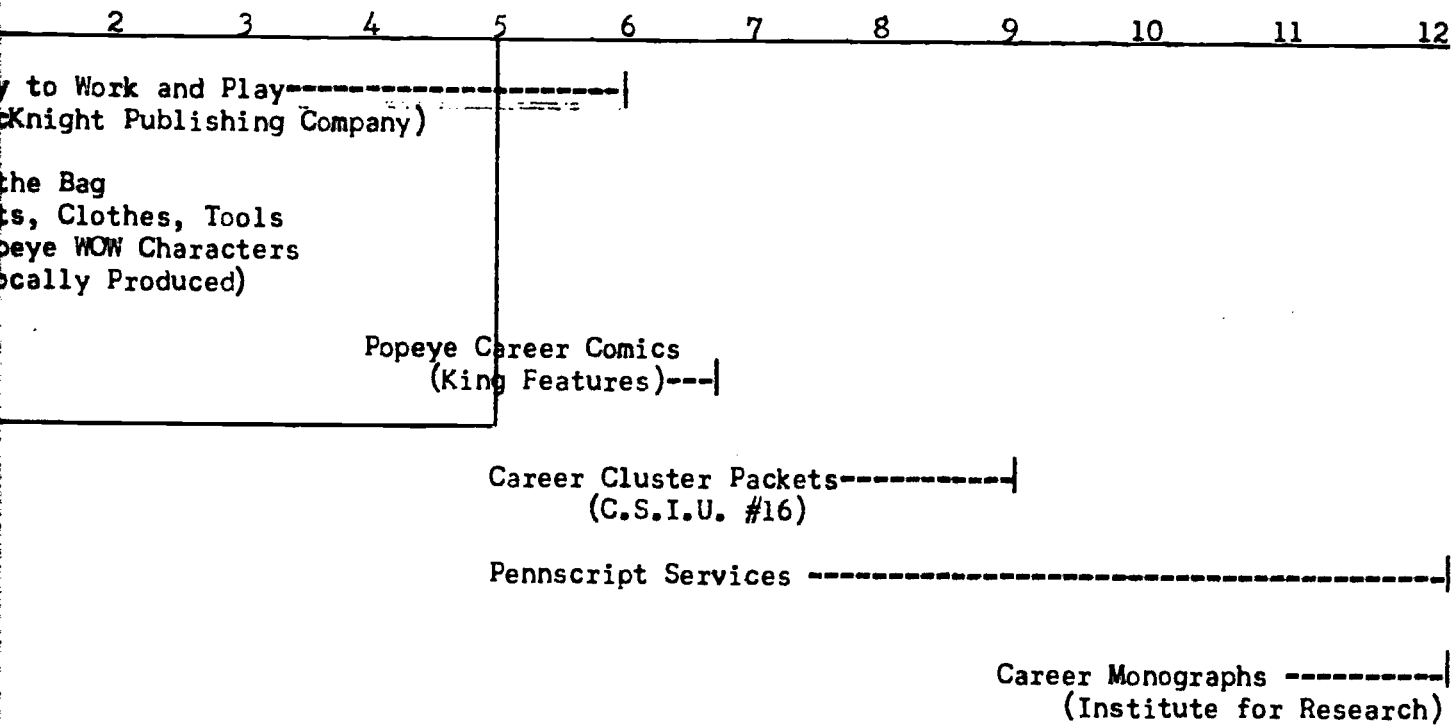 2 3 4 5 6 7 8 9 10 11 12
y to Work and Play
Knight Publishing Company)
the Bag
ts, Clothes, Tools
peye WOW Characters
ocally Produced)
Popeye Career Comics
(King Features)
Career Cluster Packets
(C.S.I.U. #16)
Pennscript Services
Career Monographs
(Institute for Research)